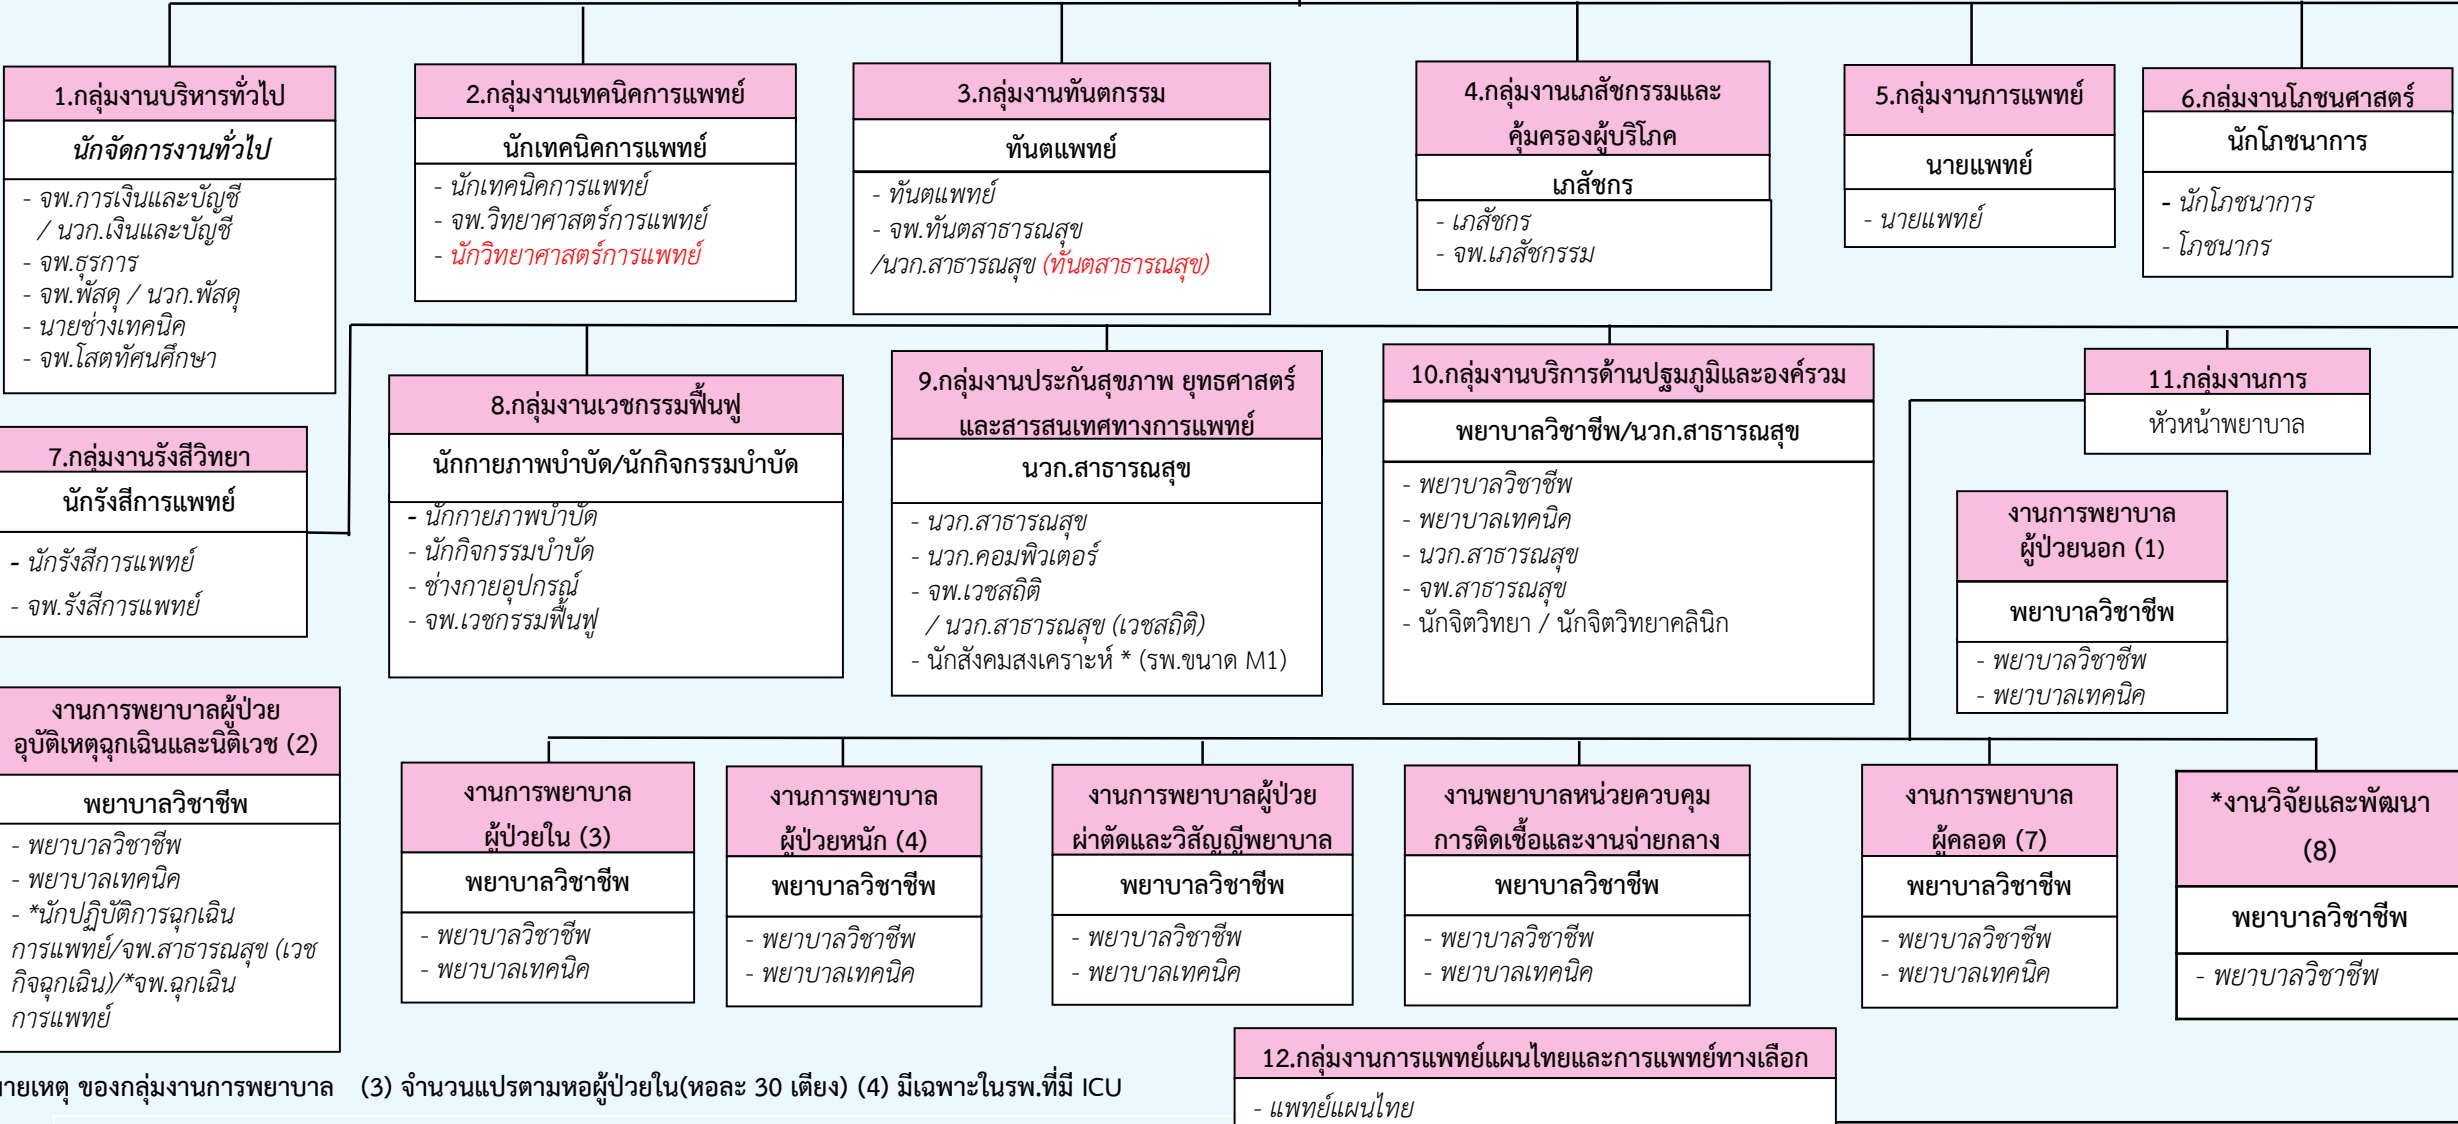 1.กลุ่มงานบริหารทั่วไป
นักจัดการงานทั่วไป
- จพ.การเงินและบัญชี
/ นวก.เงินและบัญชี
- จพ.ธุรการ
- จพ.พัสดุ / นวก.พัสดุ
- นายช่างเทคนิค
- จพ.โสตทัศนศึกษา
2.กลุ่มงานเทคนิคการแพทย์
นักเทคนิคการแพทย์
- นักเทคนิคการแพทย์
- จพ.วิทยาศาสตร์การแพทย์
- นักวิทยาศาสตร์การแพทย์
3.กลุ่มงานทันตกรรม
ทันตแพทย์
- ทันตแพทย์
- จพ.ทันตสาธารณสุข
/นวก.สาธารณสุข (ทันตสาธารณสุข)
4.กลุ่มงานเภสัชกรรมและ
คุ้มครองผู้บริโภค
เภสัชกร
- เภสัชกร
- จพ.เภสัชกรรม
5.กลุ่มงานการแพทย์
นายแพทย์
- นายแพทย์
6.กลุ่มงานโภชนศาสตร์
นักโภชนาการ
- นักโภชนาการ
- โภชนากร
7.กลุ่มงานรังสีวิทยา
นักรังสีการแพทย์
- นักรังสีการแพทย์
- จพ.รังสีการแพทย์
8.กลุ่มงานเวชกรรมฟื้นฟู
นักกายภาพบำบัด/นักกิจกรรมบำบัด
- นักกายภาพบำบัด
- นักกิจกรรมบำบัด
- ช่างกายอุปกรณ์
- จพ.เวชกรรมฟื้นฟู
9.กลุ่มงานประกันสุขภาพ ยุทธศาสตร์
และสารสนเทศทางการแพทย์
นวก.สาธารณสุข
- นวก.สาธารณสุข
- นวก.คอมพิวเตอร์
- จพ.เวชสถิติ
/ นวก.สาธารณสุข (เวชสถิติ)
- นักสังคมสงเคราะห์ * (รพ.ขนาด M1)
10.กลุ่มงานบริการด้านปฐมภูมิและองค์รวม
พยาบาลวิชาชีพ/นวก.สาธารณสุข
- พยาบาลวิชาชีพ
- พยาบาลเทคนิค
- นวก.สาธารณสุข
- จพ.สาธารณสุข
- นักจิตวิทยา / นักจิตวิทยาคลินิก
11.กลุ่มงานการ
หัวหน้าพยาบาล
งานการพยาบาล
ผู้ป่วยนอก (1)
พยาบาลวิชาชีพ
- พยาบาลวิชาชีพ
- พยาบาลเทคนิค
งานการพยาบาลผู้ป่วย
อุบัติเหตุฉุกเฉินและนิติเวช (2)
พยาบาลวิชาชีพ
- พยาบาลวิชาชีพ
- พยาบาลเทคนิค
- *นักปฏิบัติการฉุกเฉิน
การแพทย์/จพ.สาธารณสุข (เวช
กิจฉุกเฉิน)/*จพ.ฉุกเฉิน
การแพทย์
งานการพยาบาล
ผู้ป่วยใน (3)
พยาบาลวิชาชีพ
- พยาบาลวิชาชีพ
- พยาบาลเทคนิค
งานการพยาบาล
ผู้ป่วยหนัก (4)
พยาบาลวิชาชีพ
- พยาบาลวิชาชีพ
- พยาบาลเทคนิค
งานการพยาบาลผู้ป่วย
ผ่าตัดและวิสัญญีพยาบาล
พยาบาลวิชาชีพ
- พยาบาลวิชาชีพ
- พยาบาลเทคนิค
งานพยาบาลหน่วยควบคุม
การติดเชื้อและงานจ่ายกลาง
พยาบาลวิชาชีพ
- พยาบาลวิชาชีพ
- พยาบาลเทคนิค
งานการพยาบาล
ผู้คลอด (7)
พยาบาลวิชาชีพ
- พยาบาลวิชาชีพ
- พยาบาลเทคนิค
*งานวิจัยและพัฒนา
(8)
พยาบาลวิชาชีพ
- พยาบาลวิชาชีพ
12.กลุ่มงานการแพทย์แผนไทยและการแพทย์ทางเลือก
- แพทย์แผนไทย
ายเหตุ ของกลุ่มงานการพยาบาล (3) จำนวนแปรตามหอผู้ป่วยใน(หอละ 30 เตียง) (4) มีเฉพาะในรพ.ที่มี ICU